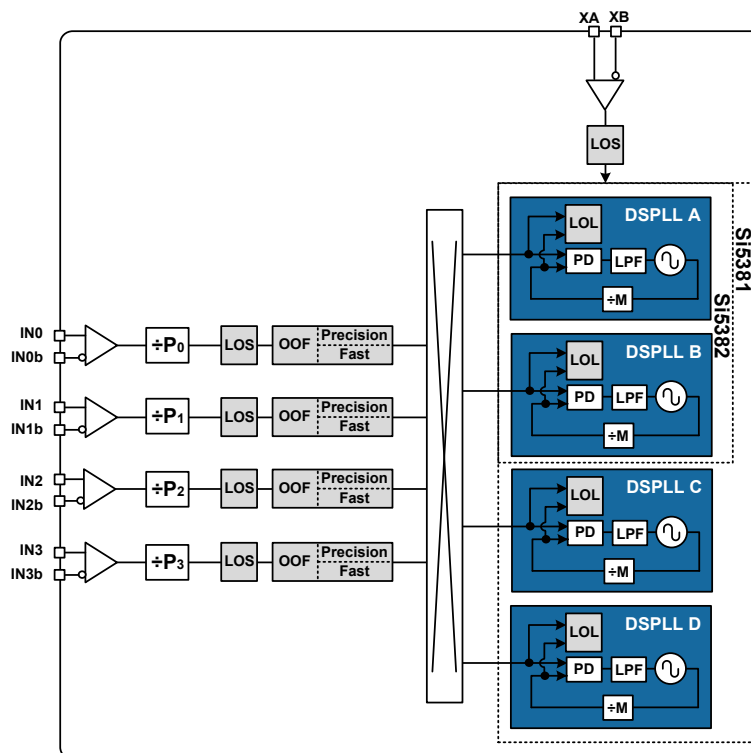 XA XB
LOS
DSPLL A
LOL
PD LPF
÷M
Si5381
Si5382
DSPLL B
LOL
PD LPF
÷M
DSPLL C
LOL
PD LPF
÷M
DSPLL D
LOL
PD LPF
÷M
IN0
IN0b
÷P0 LOS OOF Precision
Fast
IN1
IN1b
÷P1 LOS OOF Precision
Fast
IN2
IN2b
÷P2 LOS OOF Precision
Fast
IN3
IN3b
÷P3 LOS OOF Precision
Fast